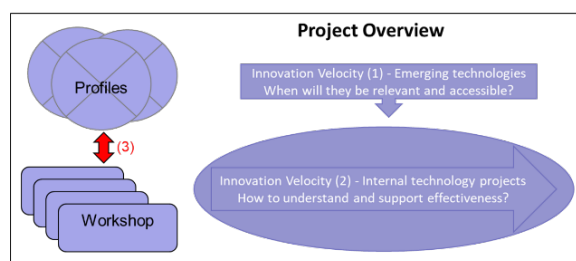 Project Overview
Profiles
(3)
Workshop
Innovation Velocity (1) - Emerging technologies
When will they be relevant and accessible?
Innovation Velocity (2) - Internal technology projects
How to understand and support effectiveness?